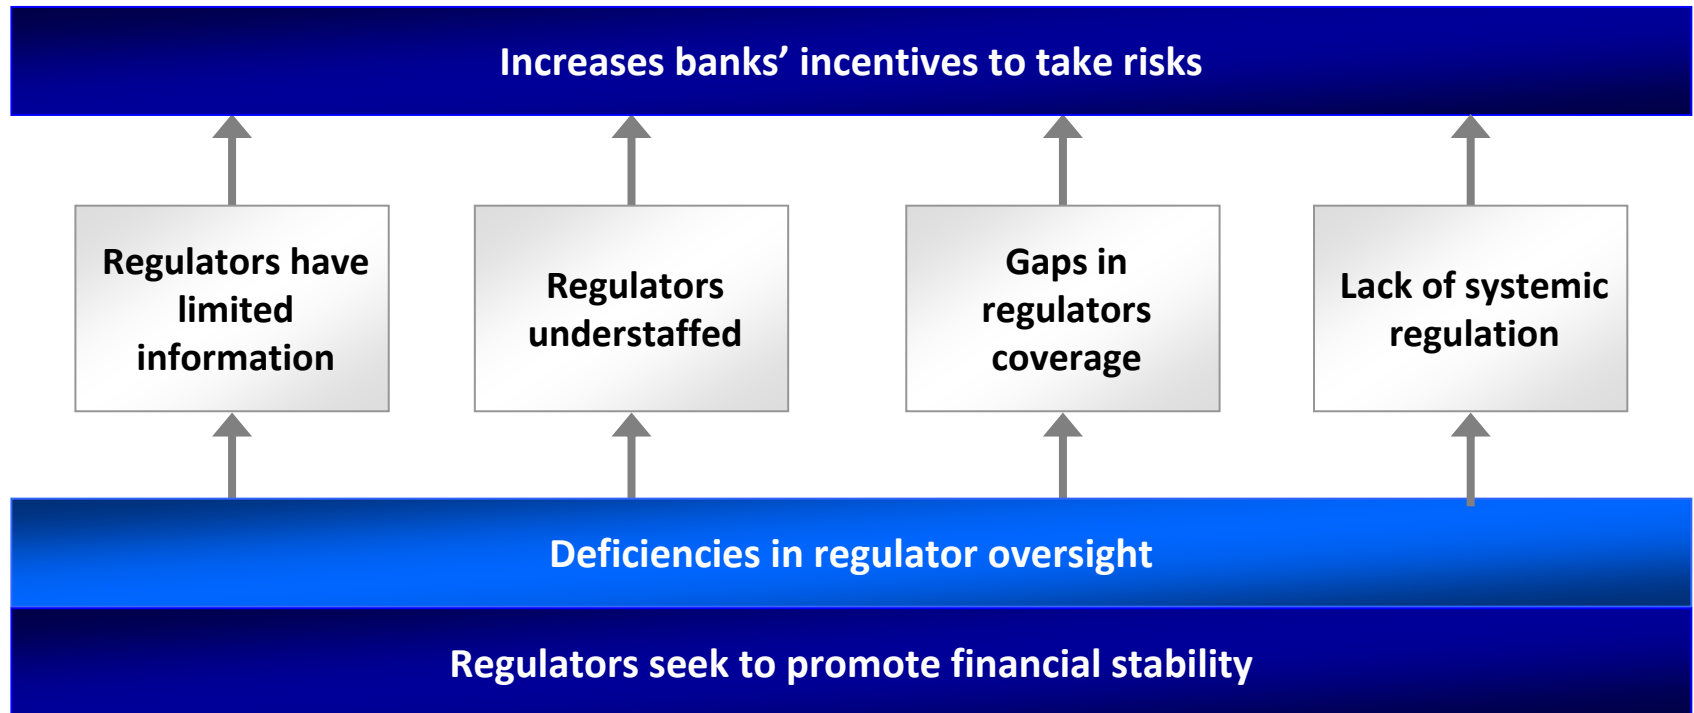 Increases banks’ incentives to take risks
Regulators have
limited
information
Regulators
understaffed
Gaps in
regulators
coverage
Lack of systemic
regulation
Deficiencies in regulator oversight
Regulators seek to promote financial stability